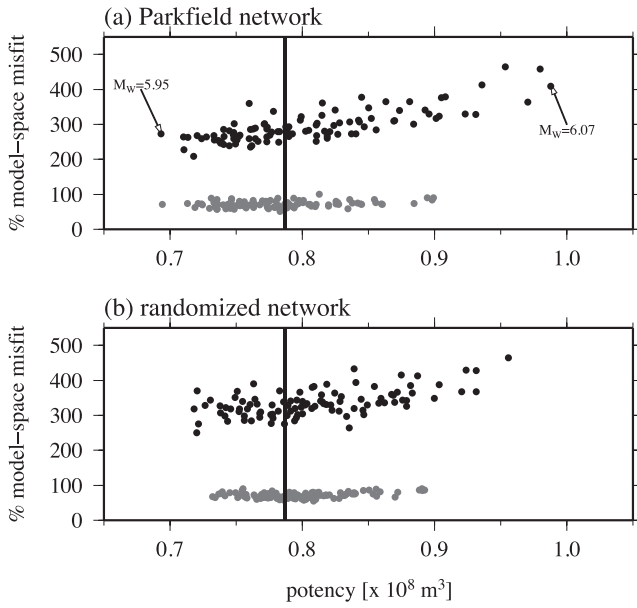 (a) Parkfield network
% model−space misfit
500
400
300
200
100
0
Mw=5.95
Mw=6.07
0.7 0.8 0.9 1.0
(b) randomized network
% model−space misfit
500
400
300
200
100
0
0.7 0.8 0.9 1.0
potency [x 10⁸ m³]